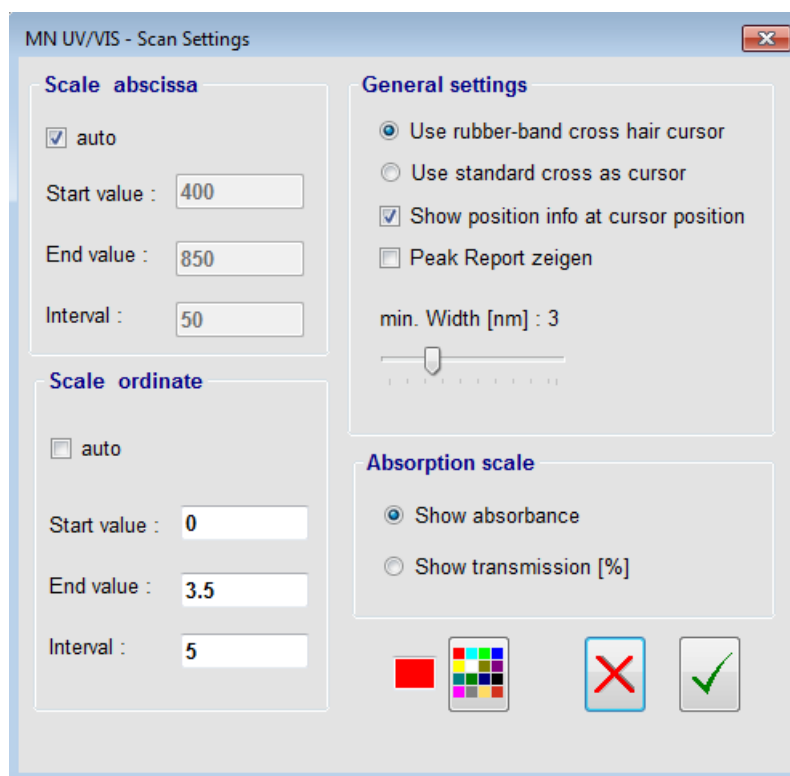 MN UV/VIS - Scan Settings
Scale abscissa
auto
Start value : 400
End value : 850
Interval : 50
Scale ordinate
auto
Start value : 0
End value : 3.5
Interval : 5
General settings
Use rubber-band cross hair cursor
Use standard cross as cursor
Show position info at cursor position
Peak Report zeigen
min. Width [nm] : 3
Absorption scale
Show absorbance
Show transmission [%]